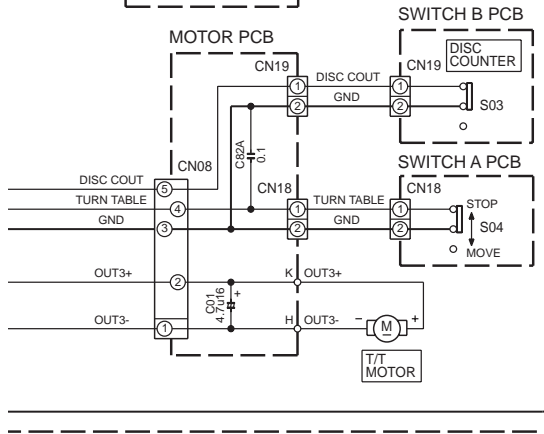 SWITCH B PCB
MOTOR PCB
DISC
COUNTER
CN19
CN19
1
DISC COUT
1
2
GND
2
S03
C82A
0.1
SWITCH A PCB
CN08
DISC COUT
5
CN18
CN18
TURN TABLE
4
1
TURN TABLE
1
STOP
GND
3
2
GND
2
S04
MOVE
OUT3+
2
K
OUT3+
C01
4.7u16
+
OUT3-
1
H
OUT3-
−
M
+
T/T
MOTOR